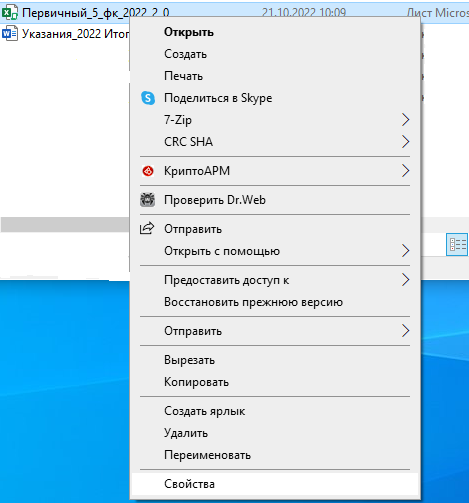 Первичный_5_фк_2022_2_0 21.10.2022 10:09 Лист Micros
Указания_2022 Итог
Открыть
Создать
Печать
Поделиться в Skype
7-Zip
CRC SHA
КриптоАРМ
Проверить Dr.Web
Отправить
Открыть с помощью
Предоставить доступ к
Восстановить прежнюю версию
Отправить
Вырезать
Копировать
Создать ярлык
Удалить
Переименовать
Свойства